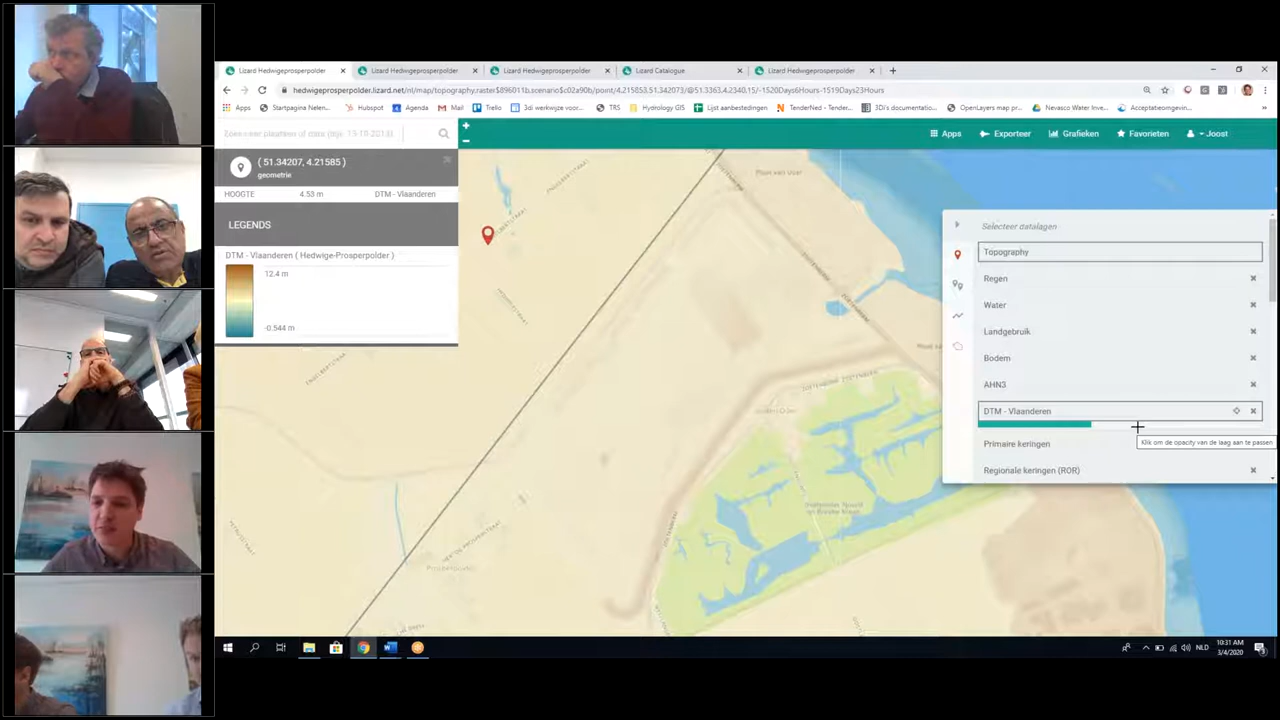 Lizard Hedwigeprosperpolder
Lizard Hedwigeprosperpolder
Lizard Hedwigeprosperpolder
Lizard Catalogue
Lizard Hedwigeprosperpolder
hedwigeprosperpolder.lizard.net/nl/map/topography,raster$896011b,scenario$c02a90b/point/4.215853,51.342073/@51.3363,4.2340,15/-1520Days6Hours-1519Days23Hours
Apps
Startpagina Nelen...
Hubspot
Agenda
Mail
Trello
3di werkwijze voor...
TRS
Hydrology GIS
Lijst aanbestedingen
TenderNed - Tender...
3Di's documentatio...
OpenLayers map pr...
Nevasco Water Inve...
Acceptatieomgeving...
Apps
Exporteer
Grafieken
Favorieten
Joost
( 51.34207, 4.21585 )
geometrie
HOOGTE 4.53 m DTM - Vlaanderen
LEGENDS
DTM - Vlaanderen ( Hedwige-Prosperpolder )
12.4 m
-0.544 m
Selecteer datalagen
Topography
Regen
Water
Landgebruik
Bodem
AHN3
DTM - Vlaanderen
Klik om de opacity van de laag aan te passen
Primaire keringen
Regionale keringen (ROR)
NLD
10:31 AM
3/4/2020